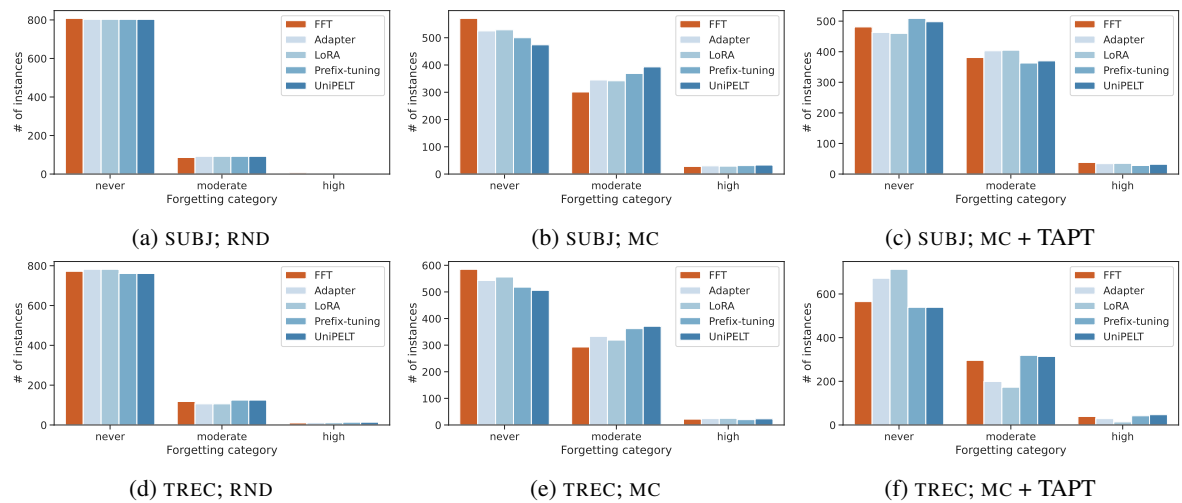 800
600
400
200
0
# of instances
never
moderate
high
Forgetting category
FFT
Adapter
LoRA
Prefix-tuning
UniPELT
(a) SUBJ; RND
500
400
300
200
100
0
# of instances
never
moderate
high
Forgetting category
FFT
Adapter
LoRA
Prefix-tuning
UniPELT
(b) SUBJ; MC
500
400
300
200
100
0
# of instances
never
moderate
high
Forgetting category
FFT
Adapter
LoRA
Prefix-tuning
UniPELT
(c) SUBJ; MC + TAPT
800
600
400
200
0
# of instances
never
moderate
high
Forgetting category
FFT
Adapter
LoRA
Prefix-tuning
UniPELT
(d) TREC; RND
600
500
400
300
200
100
0
# of instances
never
moderate
high
Forgetting category
FFT
Adapter
LoRA
Prefix-tuning
UniPELT
(e) TREC; MC
600
400
200
0
# of instances
never
moderate
high
Forgetting category
FFT
Adapter
LoRA
Prefix-tuning
UniPELT
(f) TREC; MC + TAPT